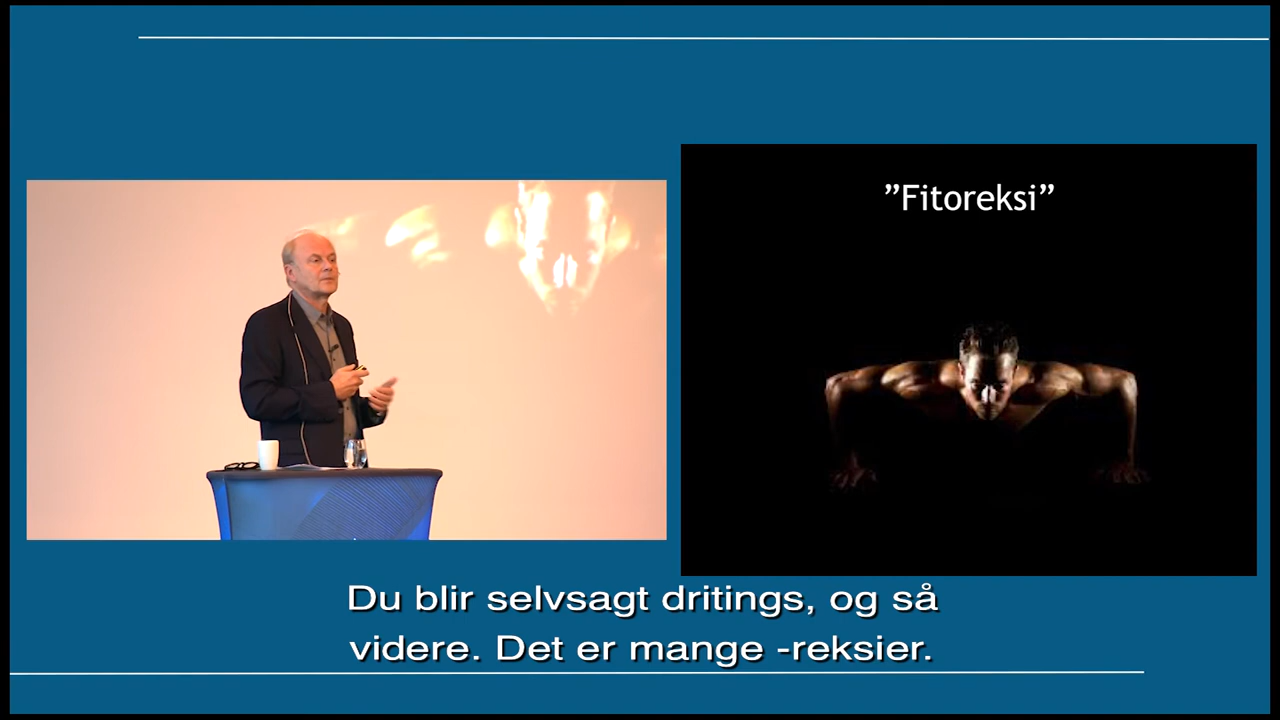 ”Fitoreksi”
Du blir selvsagt dritings, og så
videre. Det er mange -reksier.